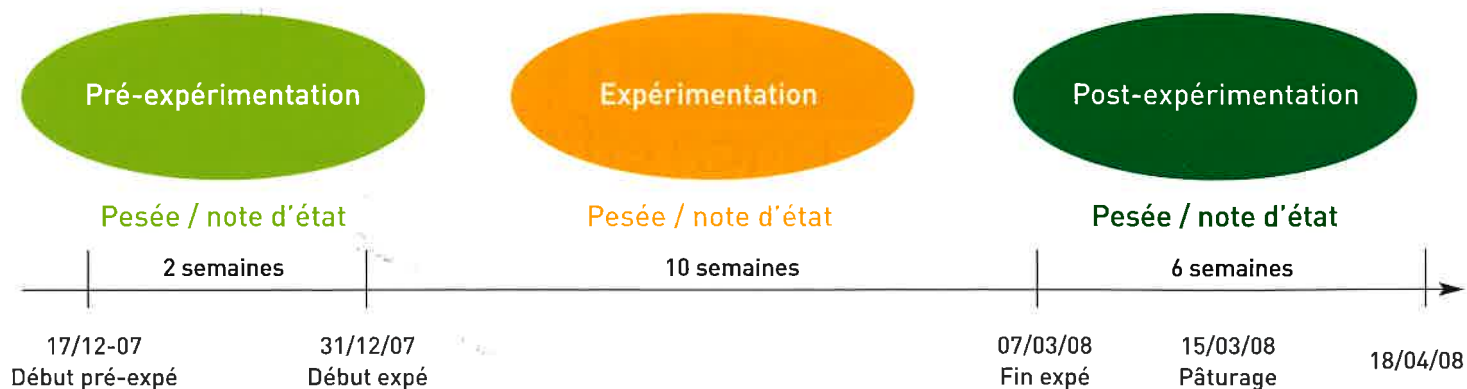 Pré-expérimentation
Expérimentation
Post-expérimentation
Pesée / note d'état
Pesée / note d'état
Pesée / note d'état
2 semaines
10 semaines
6 semaines
17/12-07
Début pré-expé
31/12/07
Début expé
07/03/08
Fin expé
15/03/08
Pâturage
18/04/08